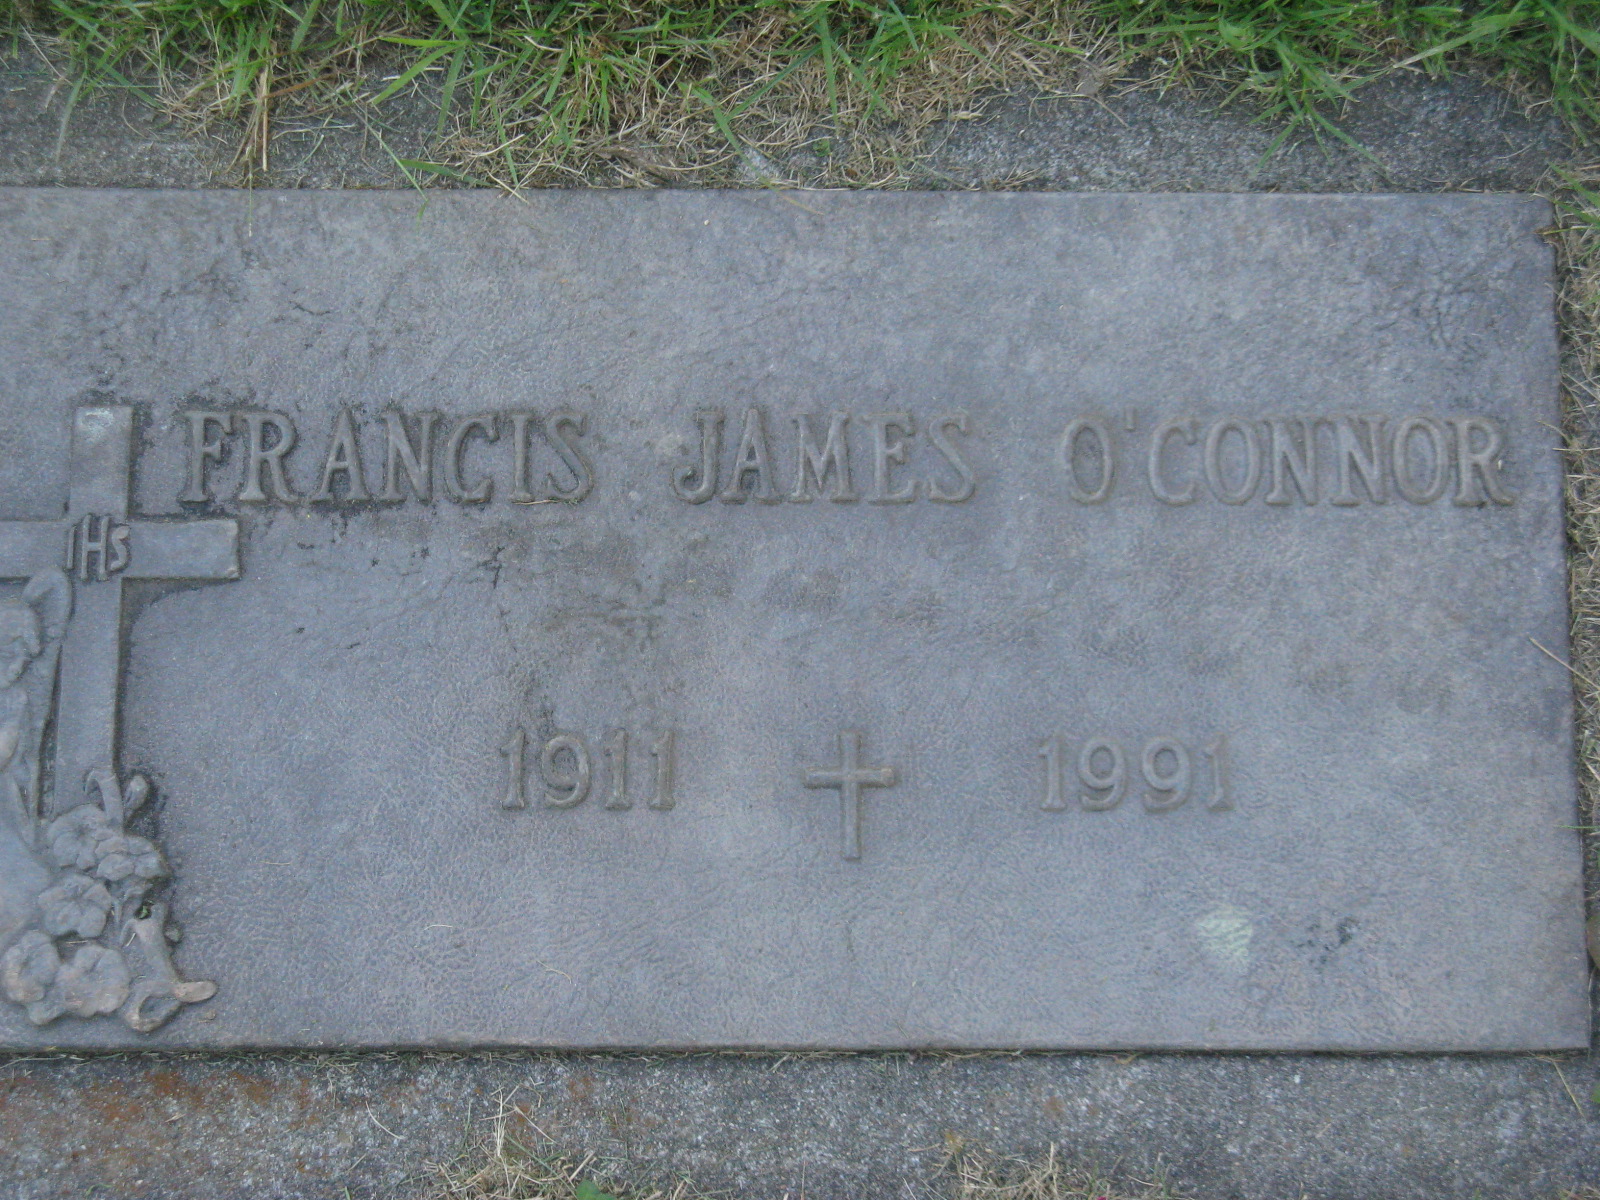 FRANCIS JAMES O'CONNOR
IHS
1911 1991